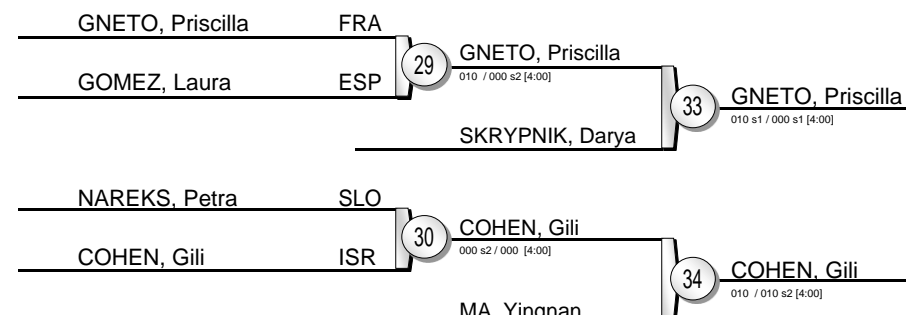 GNETO, Priscilla FRA
GOMEZ, Laura ESP
29
GNETO, Priscilla
010 / 000 s2 [4:00]
SKRYPNIK, Darya
33
GNETO, Priscilla
010 s1 / 000 s1 [4:00]
NAREKS, Petra SLO
COHEN, Gili ISR
30
COHEN, Gili
000 s2 / 000 [4:00]
MA, Yingnan
34
COHEN, Gili
010 / 010 s2 [4:00]